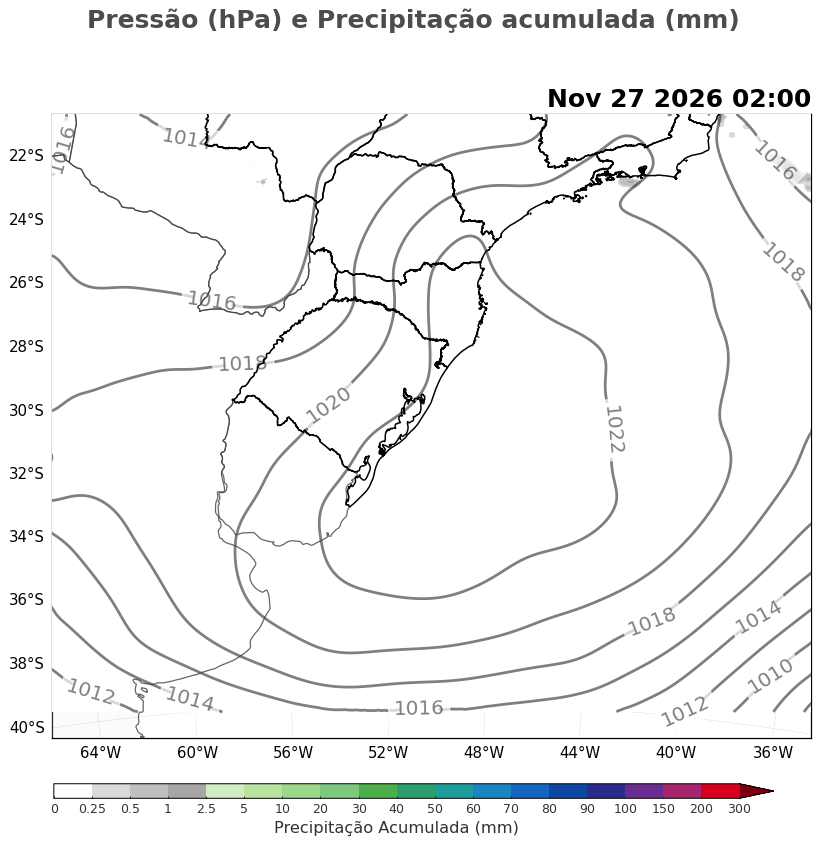 Pressão (hPa) e Precipitação acumulada (mm)
Nov 27 2026 02:00
1016
1014
1016
1018
22°S
24°S
26°S
28°S
30°S
32°S
34°S
36°S
38°S
40°S
1016
1018
1020
1022
1018
1014
1010
1012
1012
1014
1016
64°W 60°W 56°W 52°W 48°W 44°W 40°W 36°W
0 0.25 0.5 1 2.5 5 10 20 30 40 50 60 70 80 90 100 150 200 300
Precipitação Acumulada (mm)